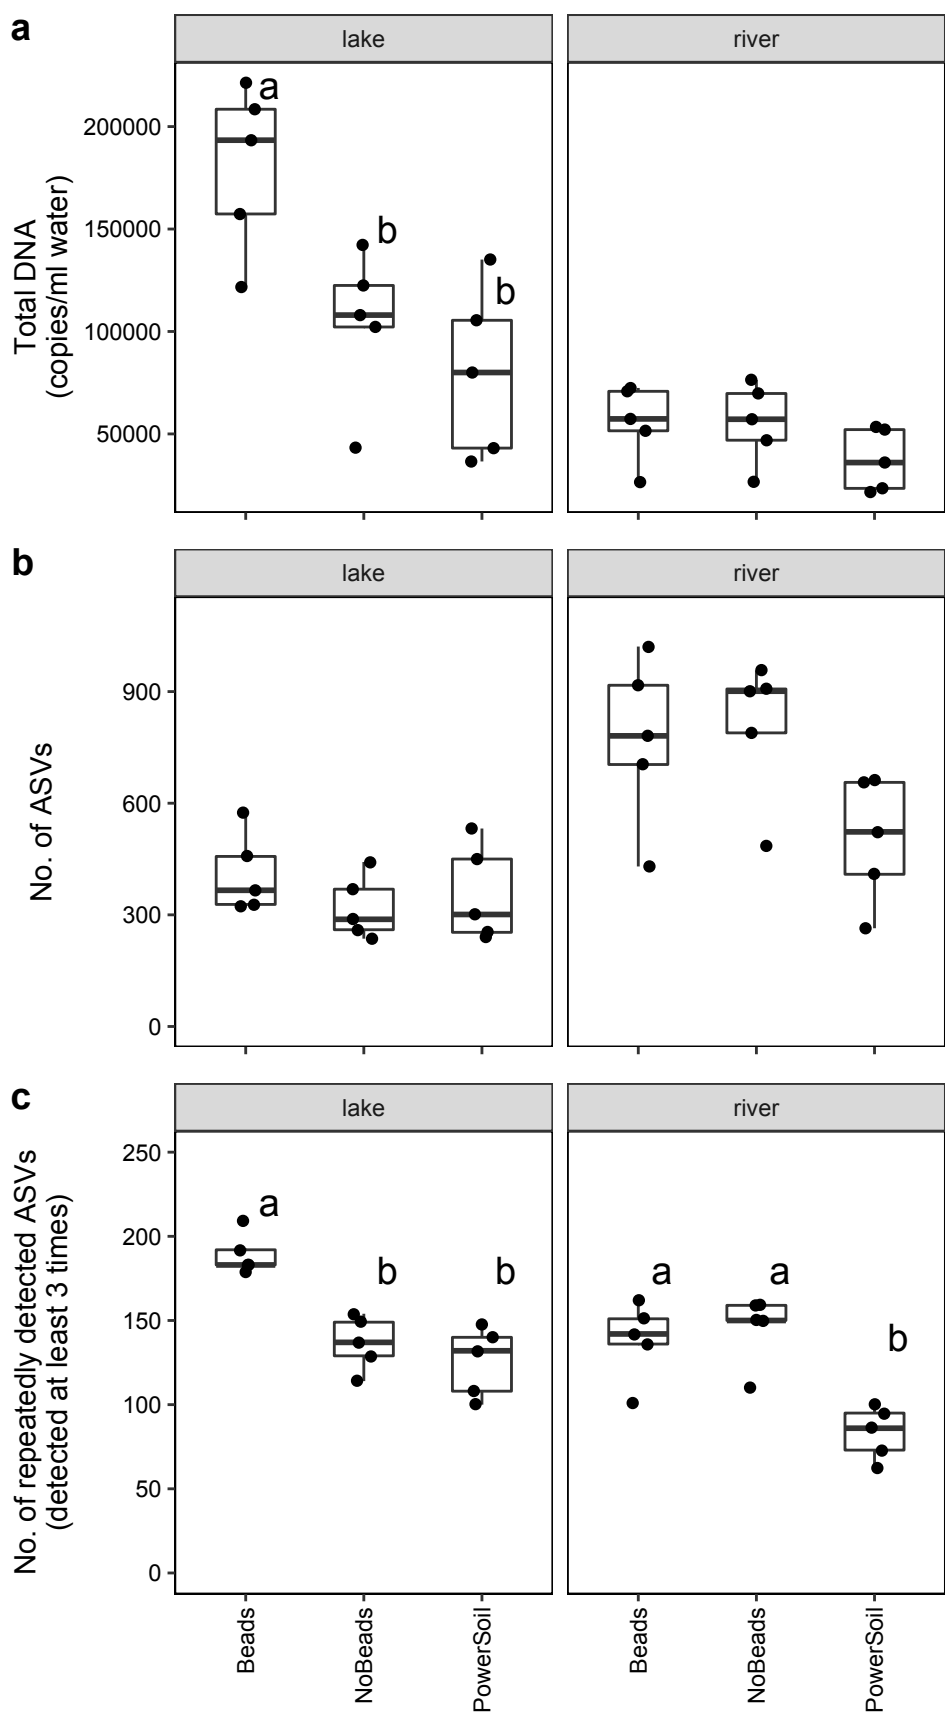 a
lake
river
Total DNA
(copies/ml water)
200000
150000
100000
50000
a
b
b
b
lake
river
No. of ASVs
900
600
300
0
c
lake
river
No. of repeatedly detected ASVs
(detected at least 3 times)
250
200
150
100
50
0
a
b
b
a
a
b
Beads
NoBeads
PowerSoil
Beads
NoBeads
PowerSoil